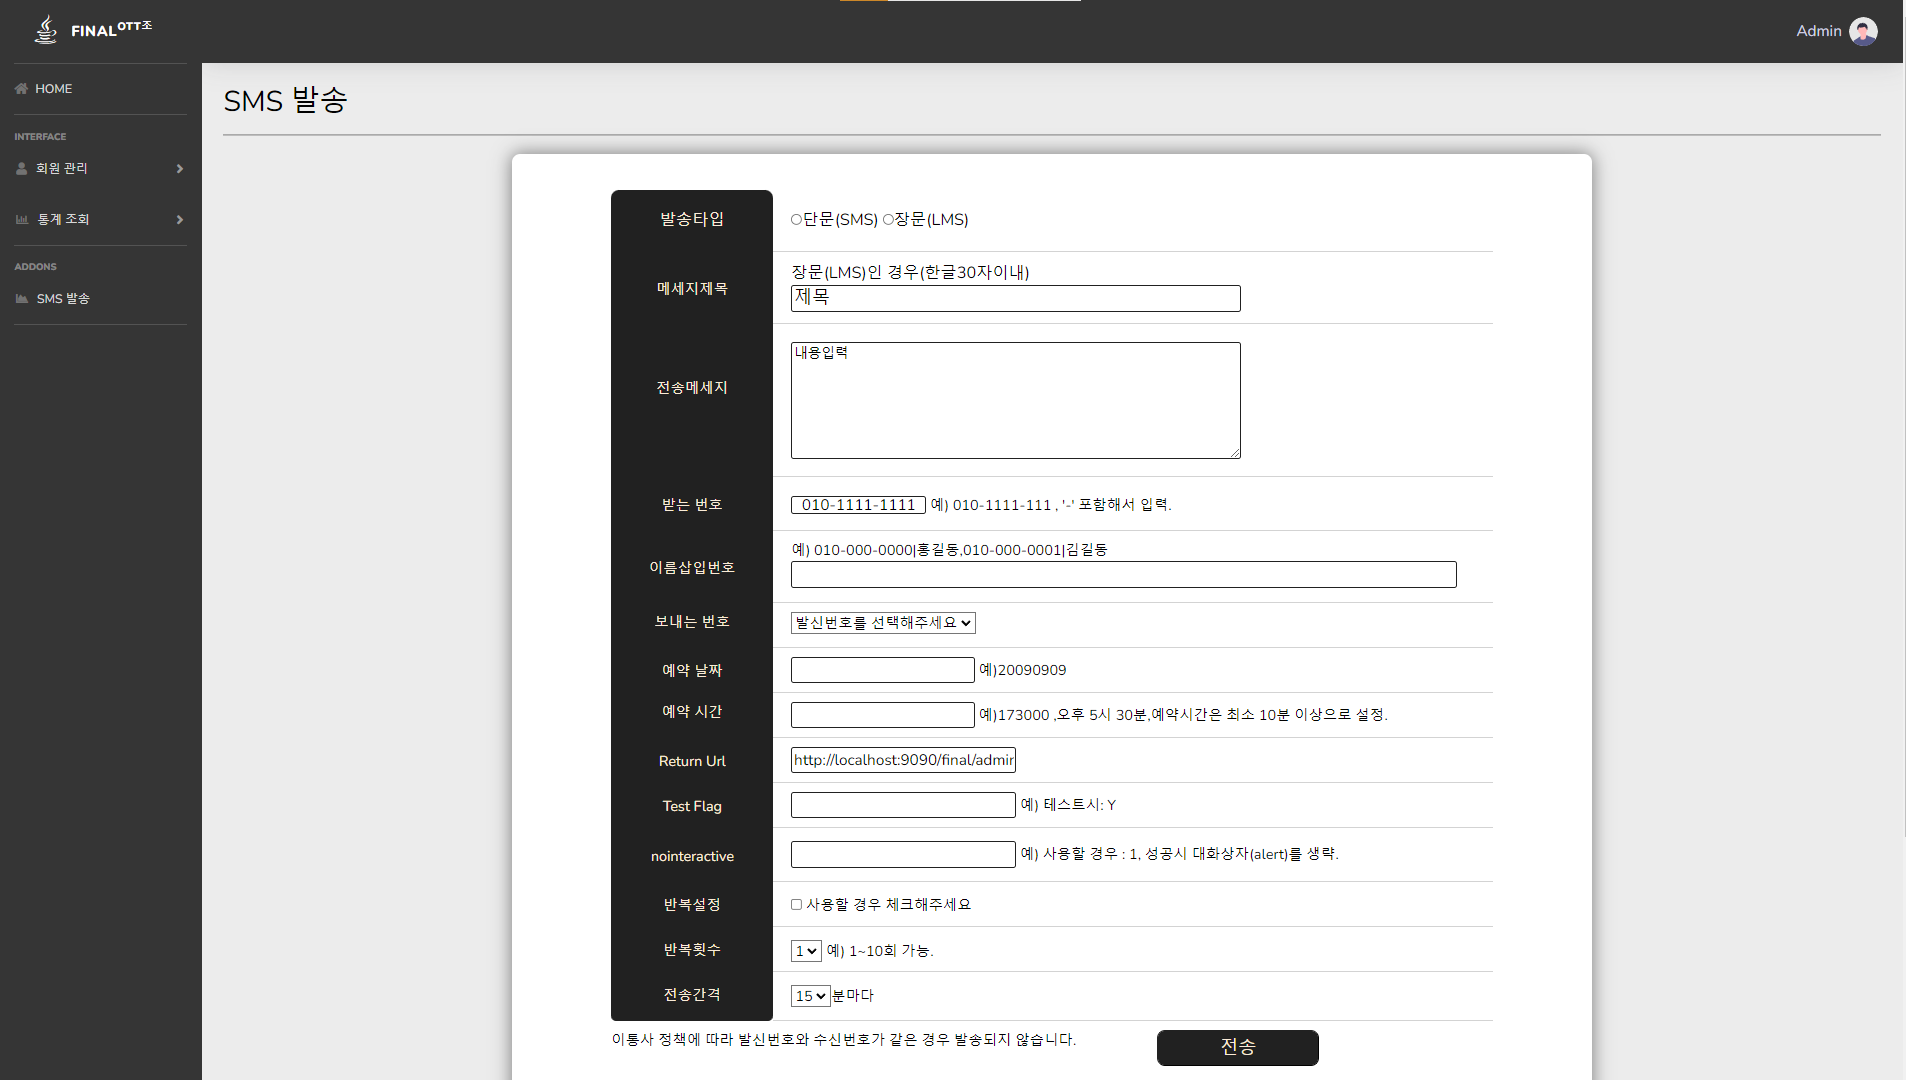 FINAL OTT조
Admin
HOME
INTERFACE
회원 관리
통계 조회
ADDONS
SMS 발송
SMS 발송
발송타입
단문(SMS) 장문(LMS)
메세지제목
장문(LMS)인 경우(한글30자이내)
제목
전송메세지
내용입력
받는 번호
010-1111-1111 예) 010-1111-111 , '-' 포함해서 입력.
이름삽입번호
예) 010-000-0000|홍길동,010-000-0001|김길동
보내는 번호
발신번호를 선택해주세요
예약 날짜
예)20090909
예약 시간
예)173000 ,오후 5시 30분,예약시간은 최소 10분 이상으로 설정.
Return Url
http://localhost:9090/final/admin
Test Flag
예) 테스트시: Y
nointeractive
예) 사용할 경우 : 1, 성공시 대화상자(alert)를 생략.
반복설정
사용할 경우 체크해주세요
반복횟수
1 예) 1~10회 가능.
전송간격
15 분마다
이통사 정책에 따라 발신번호와 수신번호가 같은 경우 발송되지 않습니다.
전송